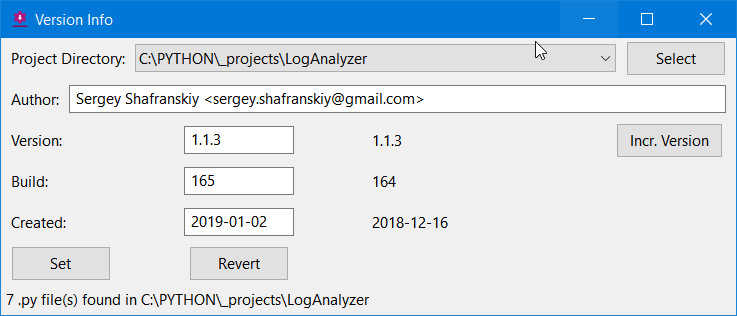 Version Info
Project Directory: C:\PYTHON\_projects\LogAnalyzer Select
Author: Sergey Shafranskiy <sergey.shafranskiy@gmail.com>
Version: 1.1.3 1.1.3 Incr. Version
Build: 165 164
Created: 2019-01-02 2018-12-16
Set Revert
7 .py file(s) found in C:\PYTHON\_projects\LogAnalyzer